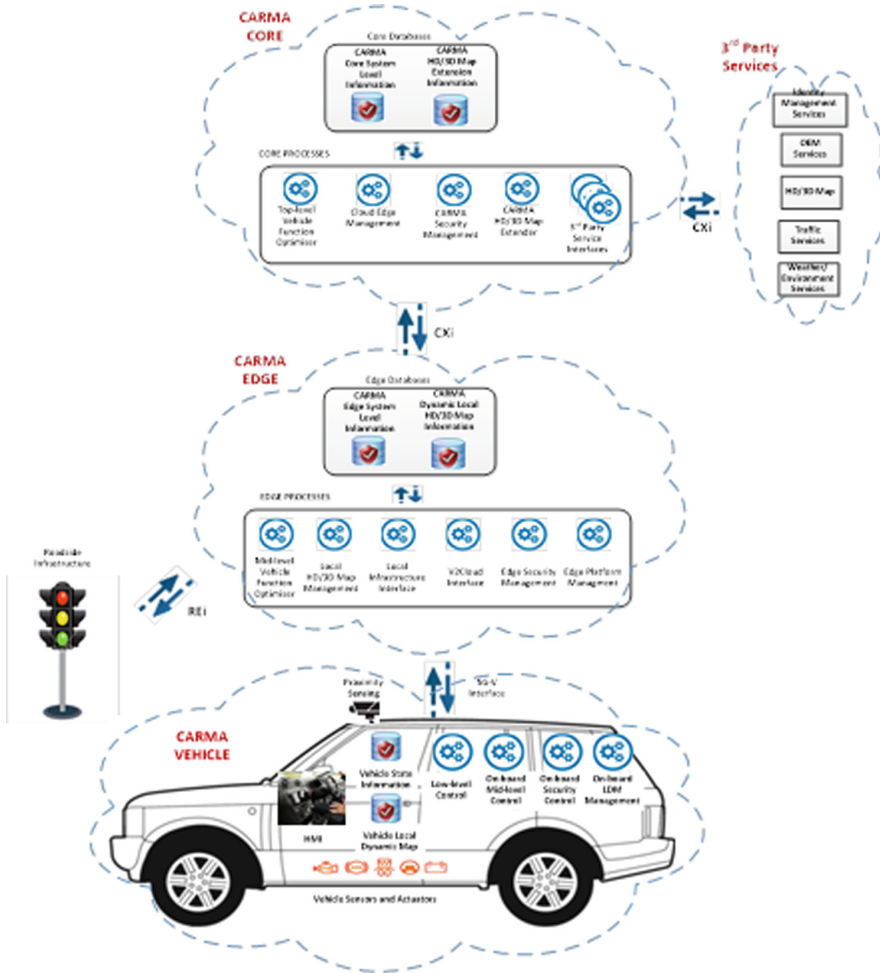 CARMA
CORE
Core Databases
CARMA
Core System
Level
Information
CARMA
HD/3D Map
Extension
Information
CORE PROCESSES
Top-level
Vehicle
Function
Optimiser
Cloud Edge
Management
CARMA
Security
Management
CARMA
HD/3D Map
Extender
3rd Party
Service
Interfaces
CXi
3rd Party
Services
Identity
Management
Services
OEM
Services
HD/3D Map
Traffic
Services
Weather/
Environment
Services
CXi
CARMA
EDGE
Edge Databases
CARMA
Edge System
Level
Information
CARMA
Dynamic Local
HD/3D Map
Information
EDGE PROCESSES
Mid-level
Vehicle
Function
Optimiser
Local
HD/3D Map
Management
Local
Infrastructure
Interface
V2Cloud
Interface
Edge Security
Management
Edge Platform
Managment
Roadside
Infrastructure
REi
5G-V
Interface
Proximity
Sensing
CARMA
VEHICLE
Vehicle State
Information
Low-level
Control
On-board
Mid-level
Control
On-board
Security
Control
On-board
LDM
Management
HMI
Vehicle Local
Dynamic Map
Vehicle Sensors and Actuators